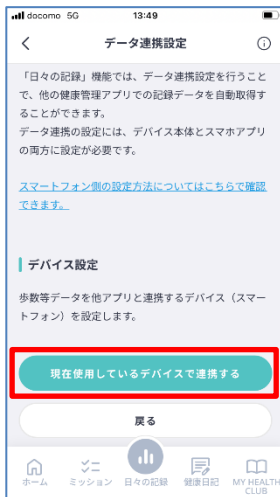 docomo 5G 13:49
データ連携設定
「日々の記録」機能では、データ連携設定を行うこと
で、他の健康管理アプリでの記録データを自動取得す
ることができます。
データ連携の設定には、デバイス本体とスマホアプリ
の両方に設定が必要です。
スマートフォン側の設定方法についてはこちらで確認
できます。
デバイス設定
歩数等データを他アプリと連携するデバイス（スマー
トフォン）を設定します。
現在使用しているデバイスで連携する
戻る
ホーム ミッション 日々の記録 健康日記 MY HEALTH
CLUB